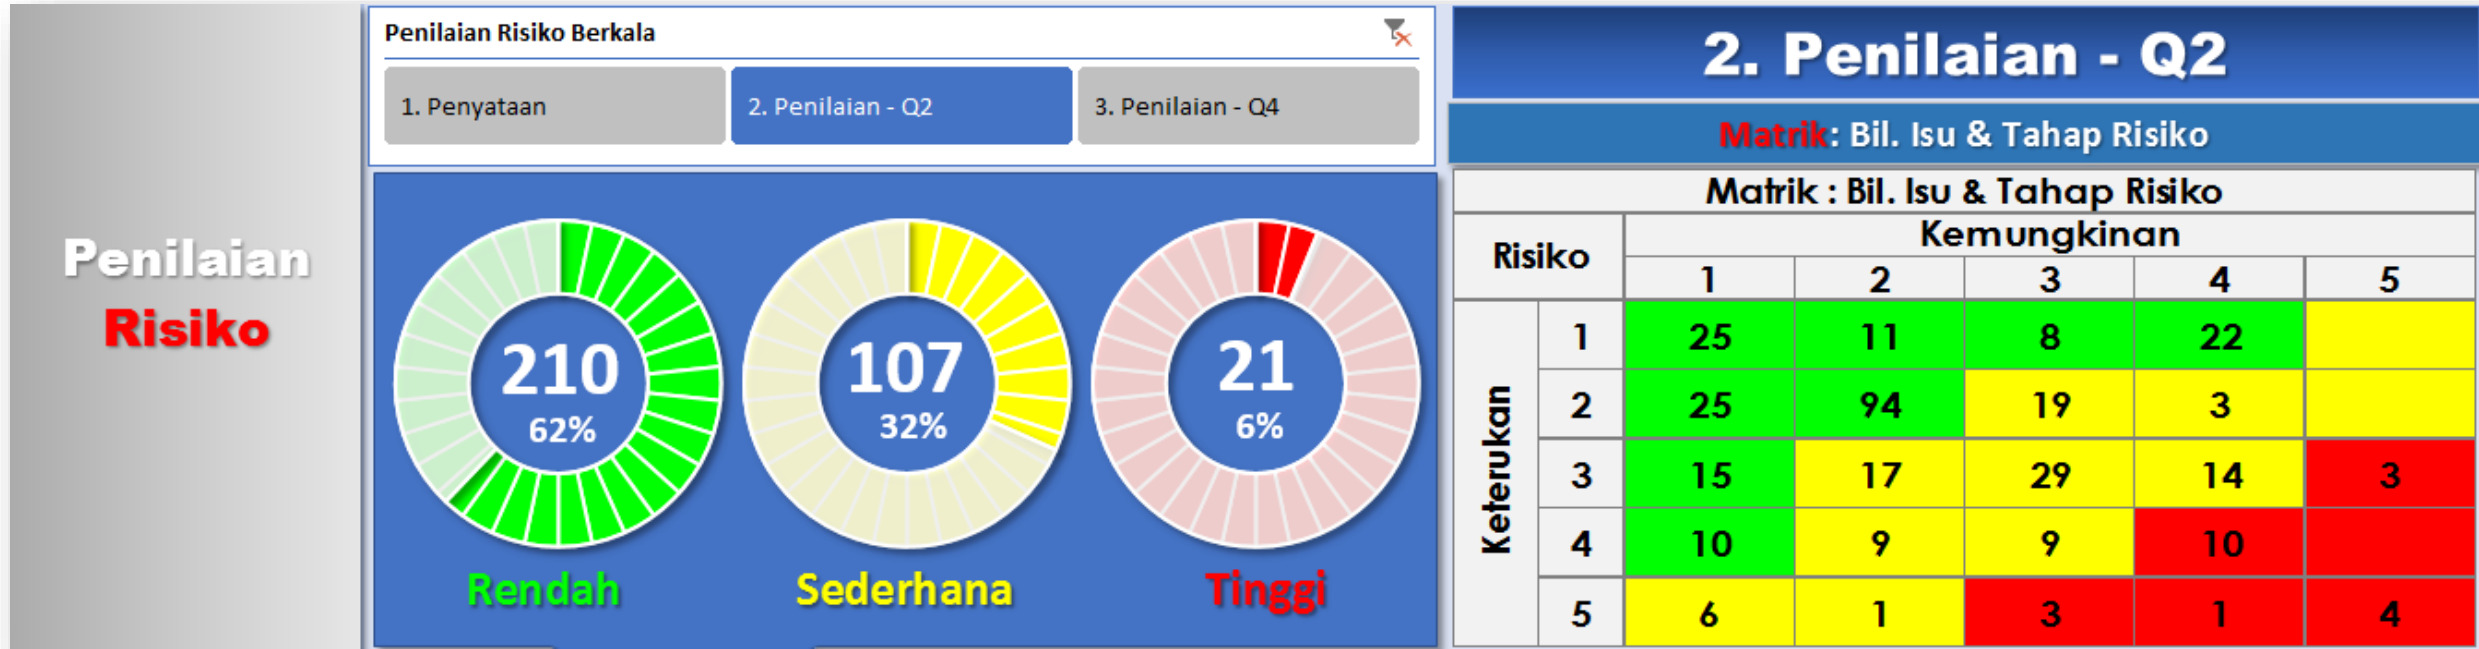 Penilaian
Risiko
Penilaian Risiko Berkala
1. Penyataan
2. Penilaian - Q2
3. Penilaian - Q4
210
62%
Rendah
107
32%
Sederhana
21
6%
Tinggi
2. Penilaian - Q2
Matrik: Bil. Isu & Tahap Risiko
Matrik : Bil. Isu & Tahap Risiko
Risiko
Kemungkinan
1 2 3 4 5
Keterukan
1 25 11 8 22
2 25 94 19 3
3 15 17 29 14 3
4 10 9 9 10
5 6 1 3 1 4